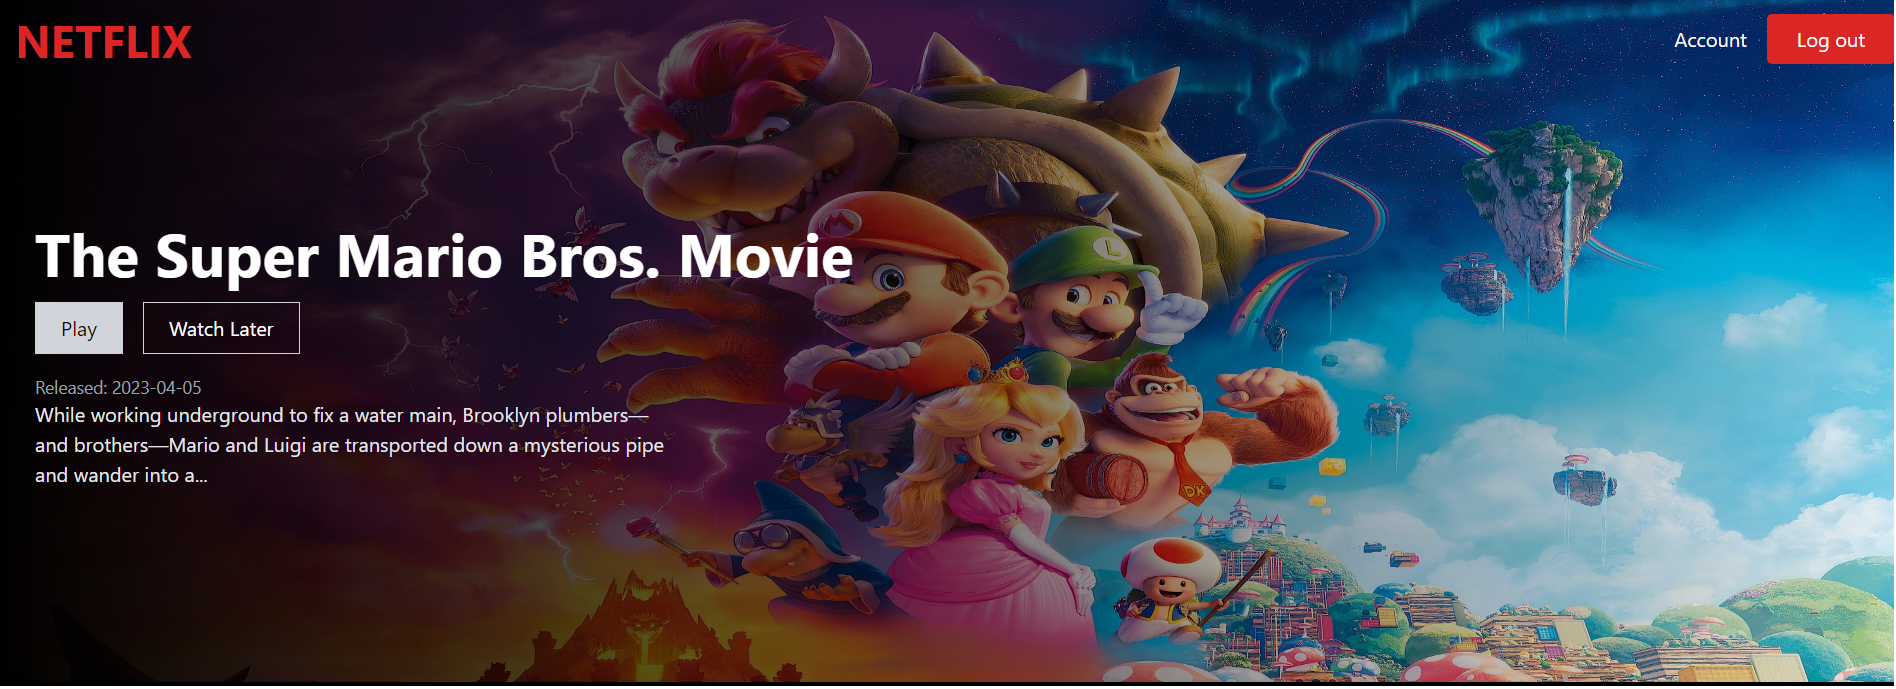 NETFLIX
Account
Log out
The Super Mario Bros. Movie
Play
Watch Later
Released: 2023-04-05
While working underground to fix a water main, Brooklyn plumbers—
and brothers—Mario and Luigi are transported down a mysterious pipe
and wander into a...
M
L
DK